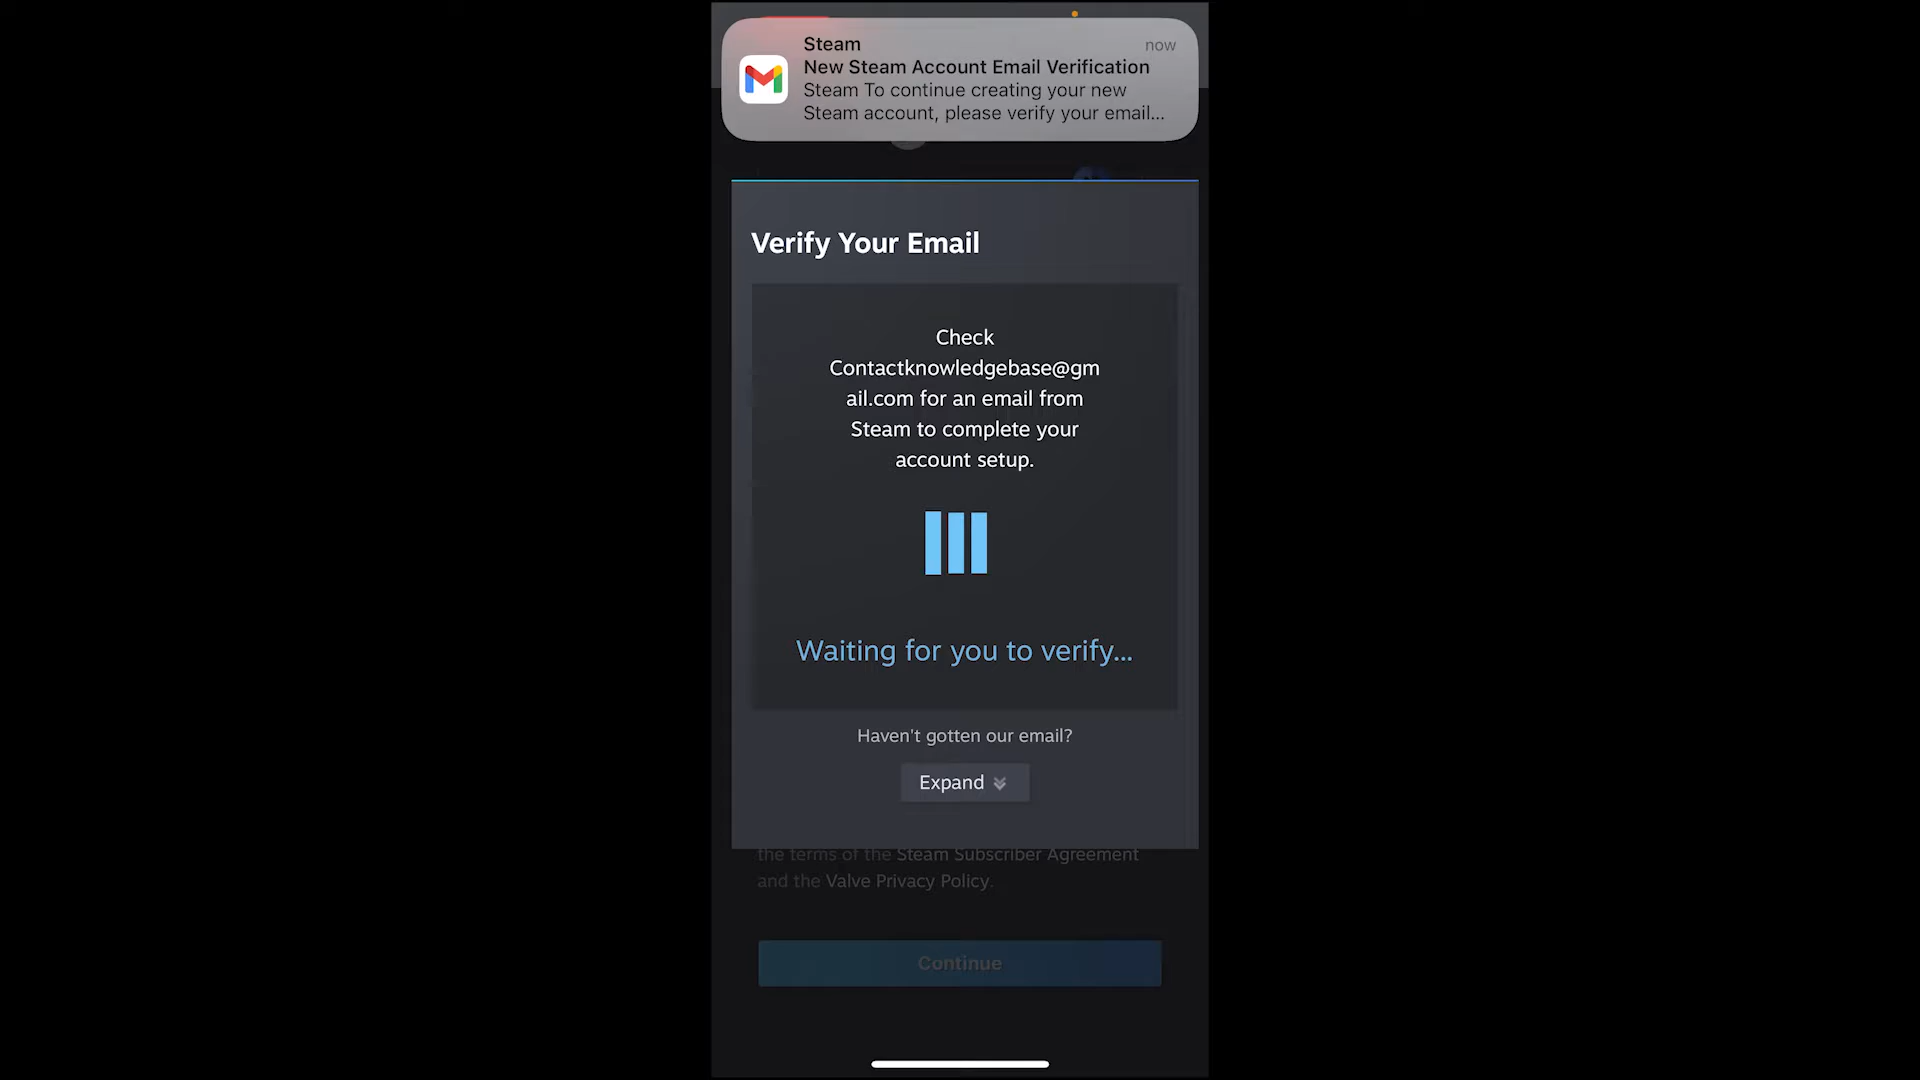 Steam
now
New Steam Account Email Verification
Steam To continue creating your new
Steam account, please verify your email...
Verify Your Email
Check
Contactknowledgebase@gm
ail.com for an email from
Steam to complete your
account setup.
Waiting for you to verify...
Haven't gotten our email?
Expand
the terms of the Steam Subscriber Agreement
and the Valve Privacy Policy.
Continue